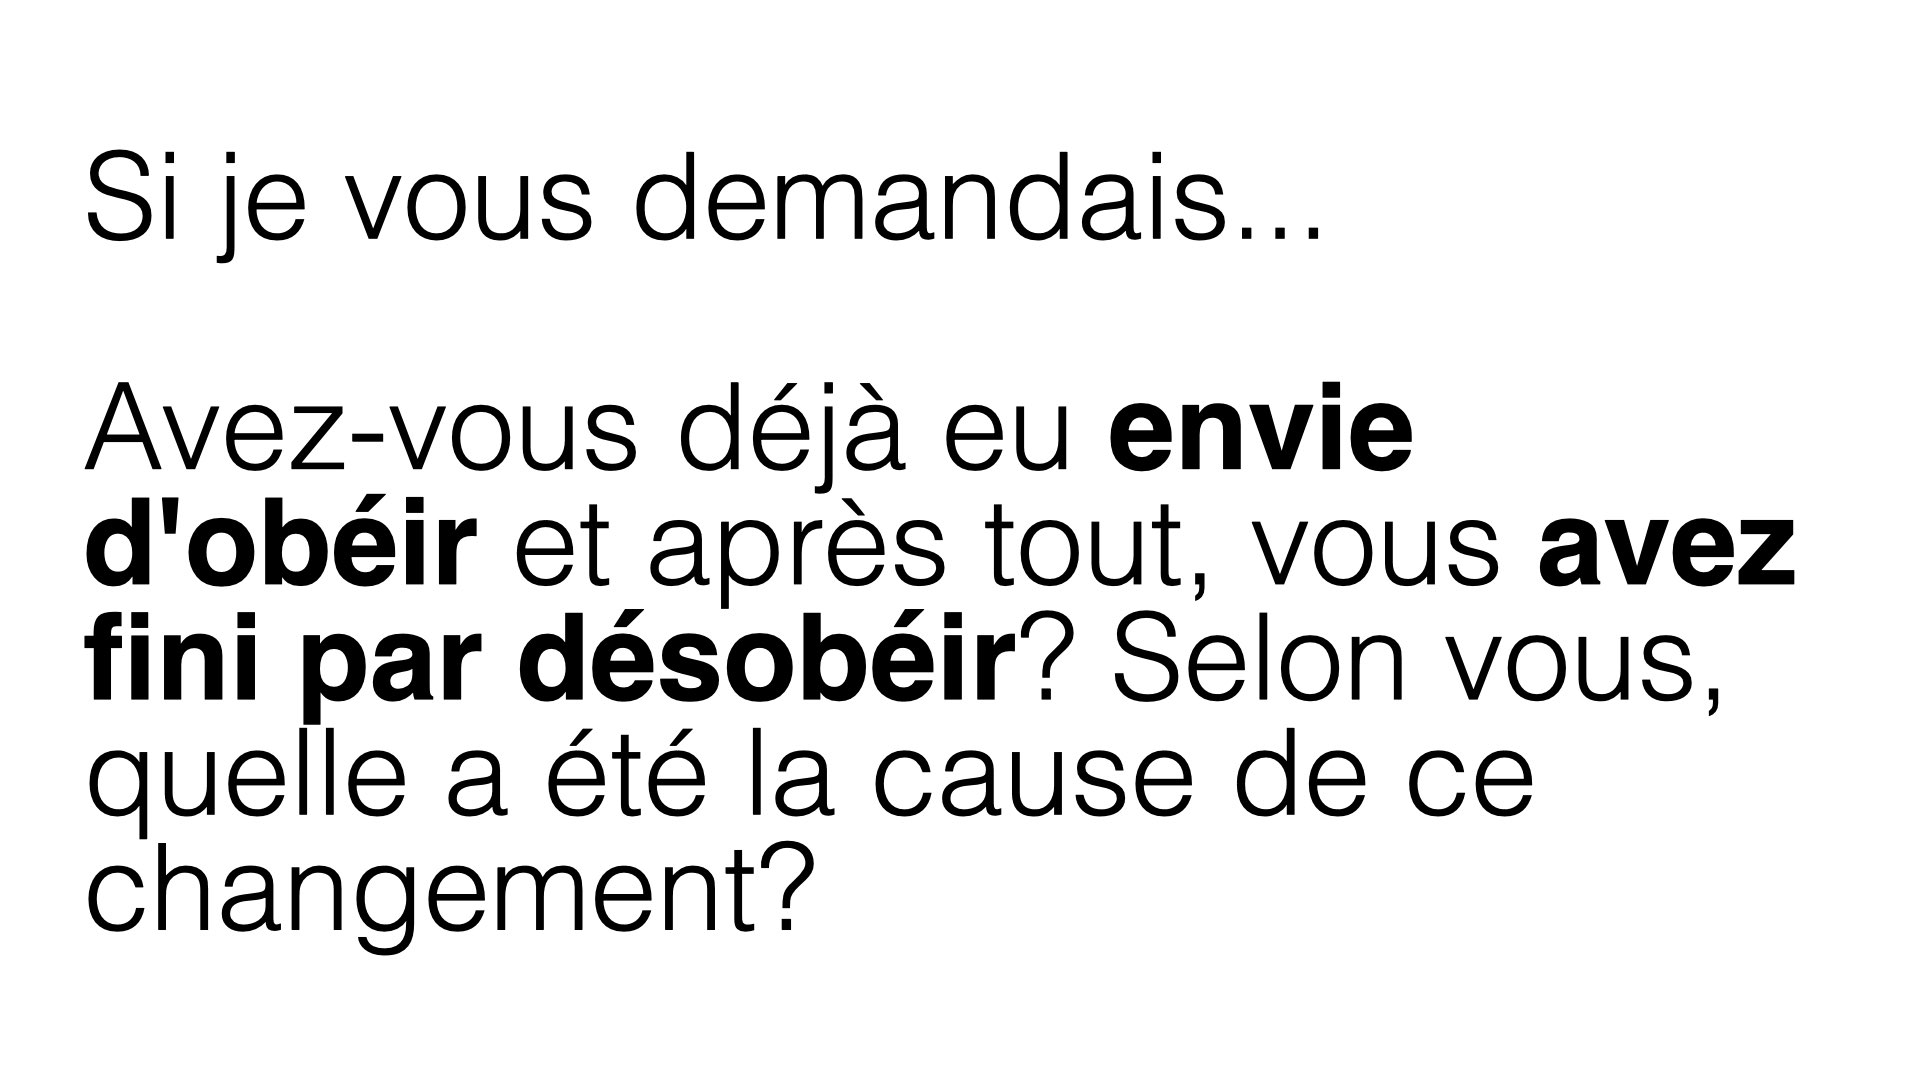 Si je vous demandais...
Avez-vous déjà eu envie
d'obéir et après tout, vous avez
fini par désobéir? Selon vous,
quelle a été la cause de ce
changement?